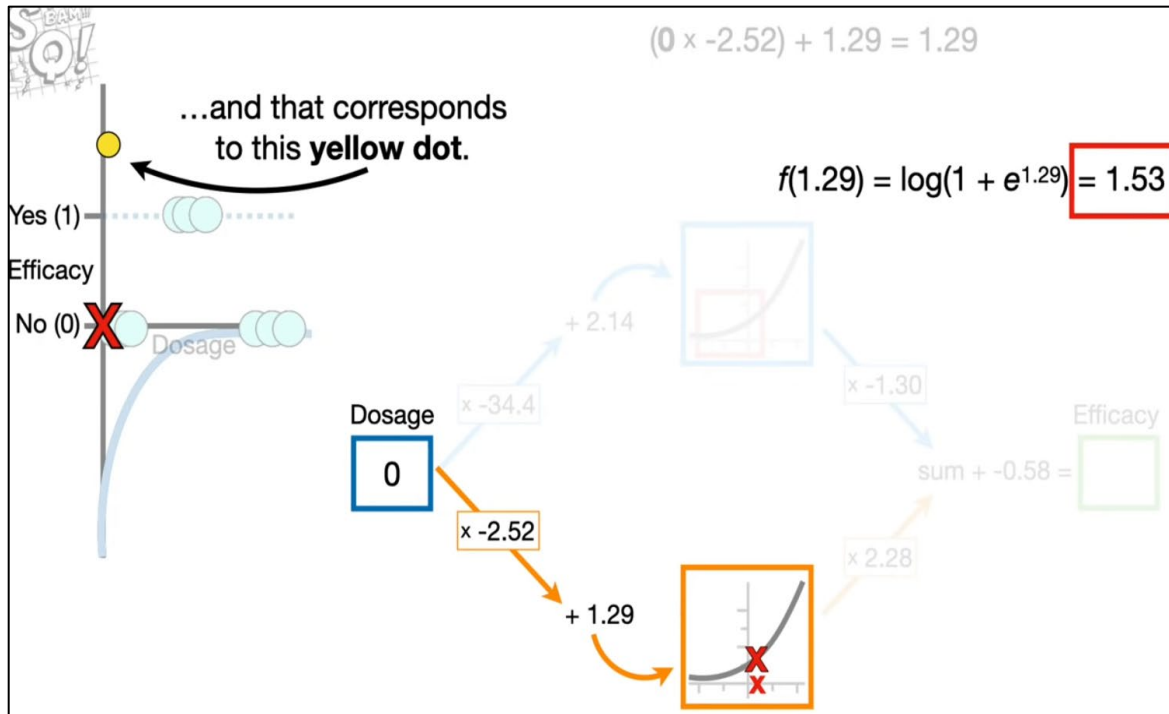 BAM!!!
S
Q!
(0 × -2.52) + 1.29 = 1.29
…and that corresponds
to this yellow dot.
f(1.29) = log(1 + e^1.29) = 1.53
Yes (1)
Efficacy
No (0)
Dosage
+ 2.14
x -34.4
x -1.30
Dosage
Efficacy
0
sum + -0.58 =
x -2.52
x 2.28
+ 1.29